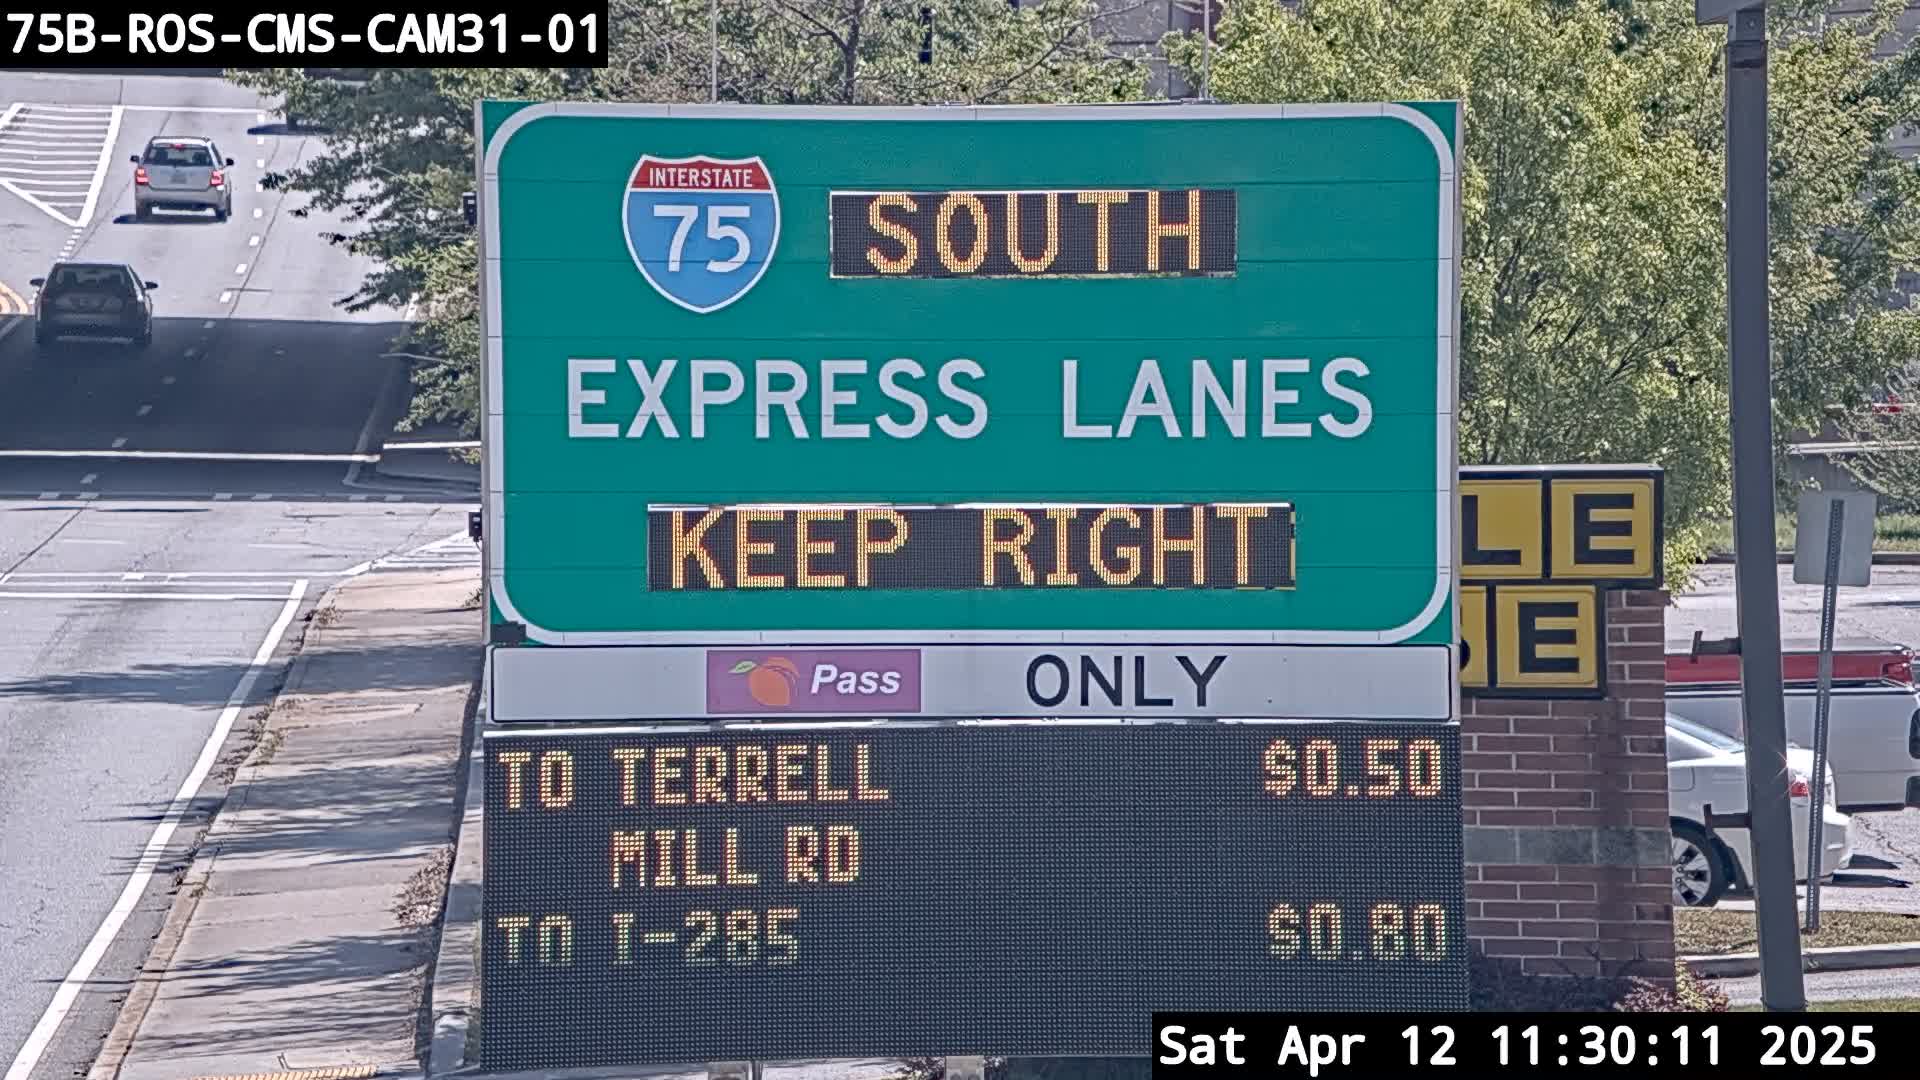 75B-ROS-CMS-CAM31-01
INTERSTATE
75
SOUTH
EXPRESS LANES
KEEP RIGHT
Pass ONLY
TO TERRELL $0.50
MILL RD
TO I-285 $0.80
LE
E
Sat Apr 12 11:30:11 2025